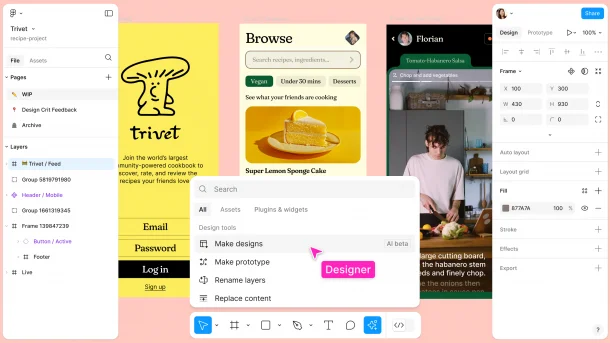 Trivet
recipe-project
File
Assets
Pages
WIP
Design Crit Feedback
Archive
Layers
Trivet / Feed
Group 5819791980
Header / Mobile
Group 1661319345
Frame 139847239
Button / Active
Footer
Live
trivet
Join the world's largest
community-powered cookbook to
discover, rate, and review the
recipes your friends love
Email
Password
Log in
Sign up
Browse
Search recipes, ingredients...
Vegan
Under 30 mins
Desserts
See what your friends are cooking
Super Lemon Sponge Cake
Florian
Tomato-Habanero Salsa
2. Chop and add vegetables.
large cutting board,
the habanero stem
and finely chop.
the onions then
Search
All
Assets
Plugins & widgets
Design tools
Make designs
AI beta
Make prototype
Rename layers
Replace content
Designer
Share
Design
Prototype
100%
Frame
X 100
Y 300
W 430
H 930
0
0
Auto layout
Layout grid
Fill
877A7A 100 %
Stroke
Effects
Export
?